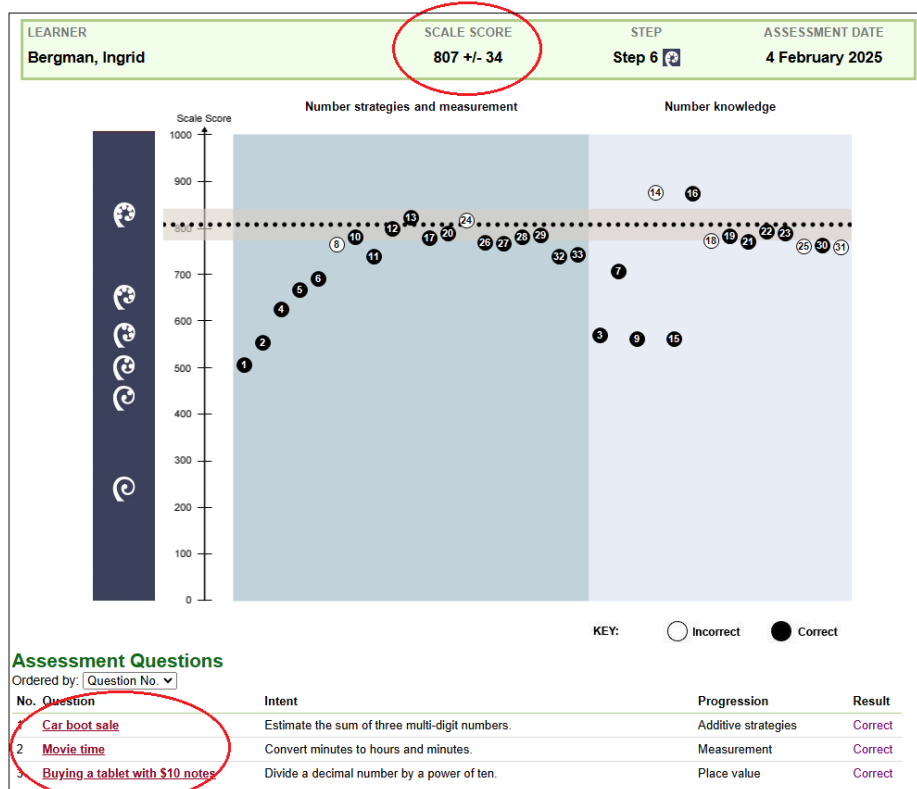 LEARNER SCALE SCORE STEP ASSESSMENT DATE
Bergman, Ingrid 807 +/- 34 Step 6 4 February 2025
Number strategies and measurement Number knowledge
Scale Score
1000
900
14 16
13 24
800
12
10 17 20 28 29 19 22 23
8 26 27 18 21 25 30 31
11 32 33
700
7
6
5
4
600
3 9 15
2
1
500
400
300
200
100
0
KEY: Incorrect Correct
Assessment Questions
Ordered by: Question No.
No. Question Intent Progression Result
1 Car boot sale Estimate the sum of three multi-digit numbers. Additive strategies Correct
2 Movie time Convert minutes to hours and minutes. Measurement Correct
3 Buying a tablet with $10 notes Divide a decimal number by a power of ten. Place value Correct